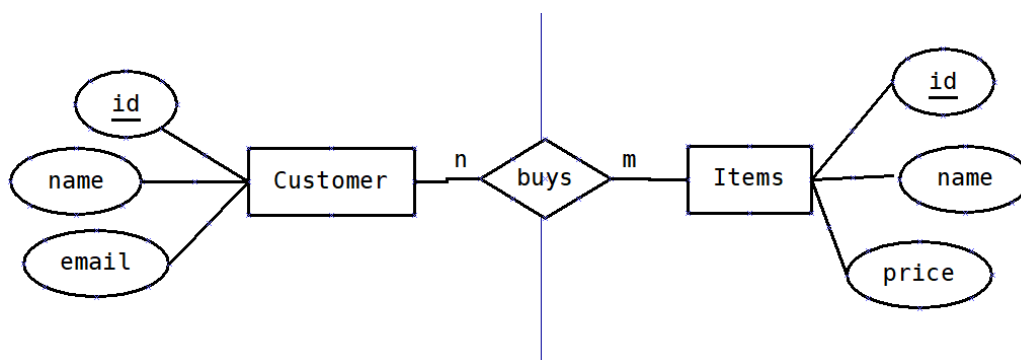 id
name
email
Customer
n
buys
m
Items
id
name
price